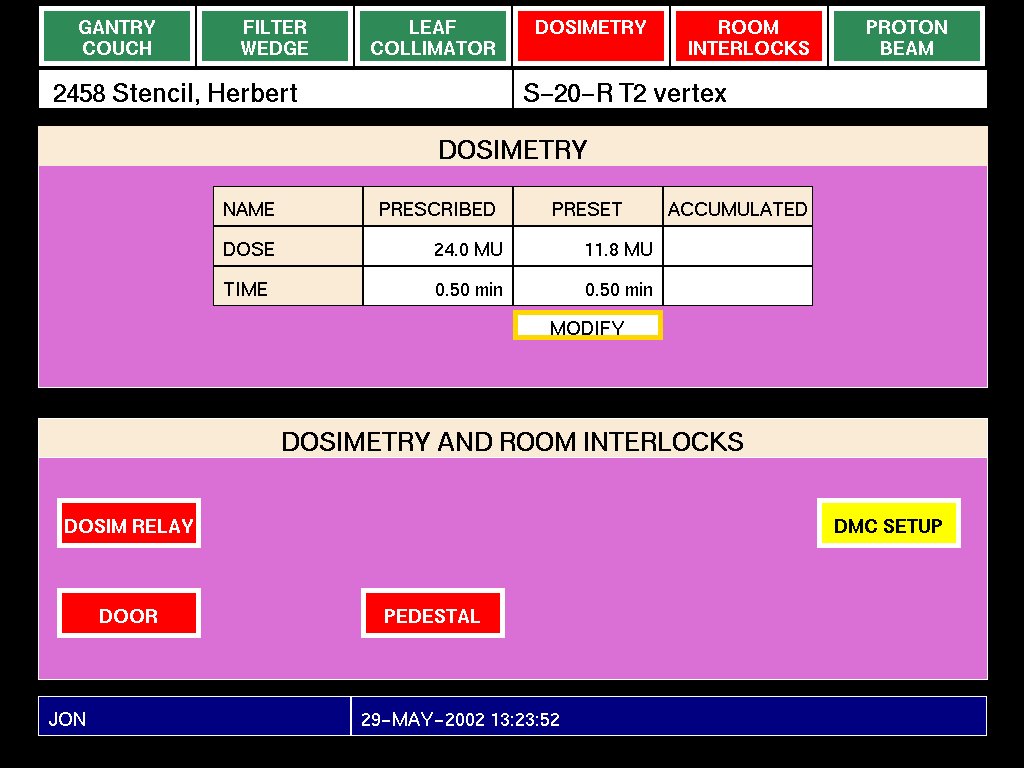 GANTRY COUCH
FILTER WEDGE
LEAF COLLIMATOR
DOSIMETRY
ROOM INTERLOCKS
PROTON BEAM
2458 Stencil, Herbert
S-20-R T2 vertex
DOSIMETRY
NAME PRESCRIBED PRESET ACCUMULATED
DOSE 24.0 MU 11.8 MU
TIME 0.50 min 0.50 min
MODIFY
DOSIMETRY AND ROOM INTERLOCKS
DOSIM RELAY
DMC SETUP
DOOR
PEDESTAL
JON
29-MAY-2002 13:23:52